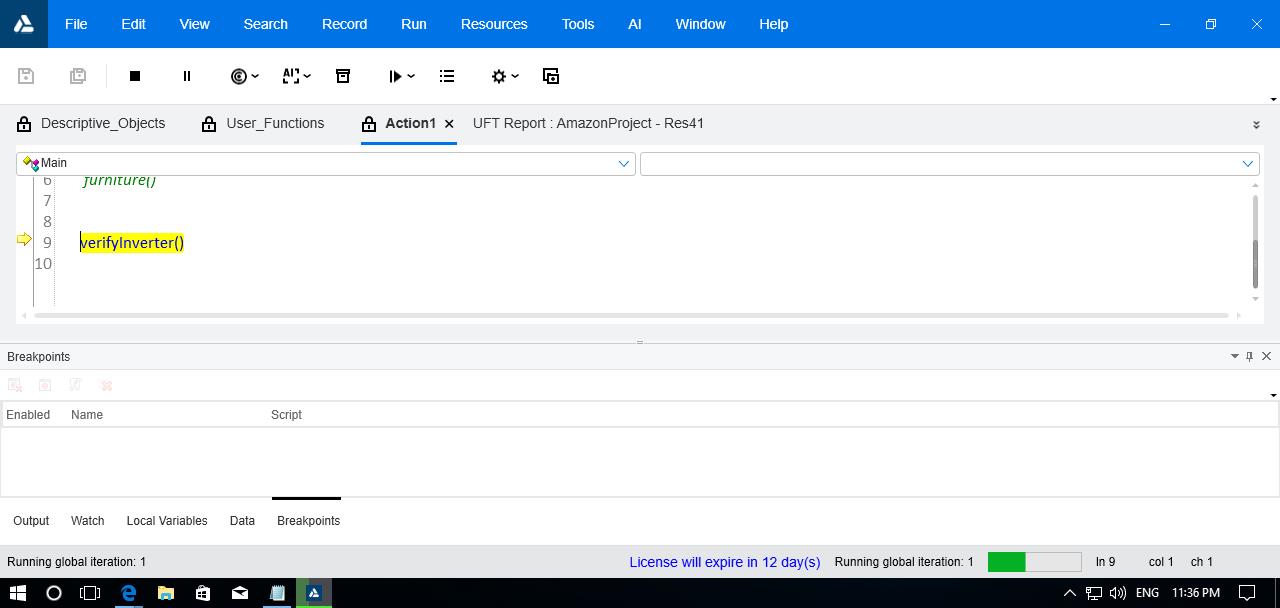 File Edit View Search Record Run Resources Tools AI Window Help
Descriptive_Objects User_Functions Action1 UFT Report : AmazonProject - Res41
Main
6 furniture()
7
8
9 verifyInverter()
10
Breakpoints
Enabled Name Script
Output Watch Local Variables Data Breakpoints
Running global iteration: 1 License will expire in 12 day(s) Running global iteration: 1 ln 9 col 1 ch 1
ENG 11:36 PM